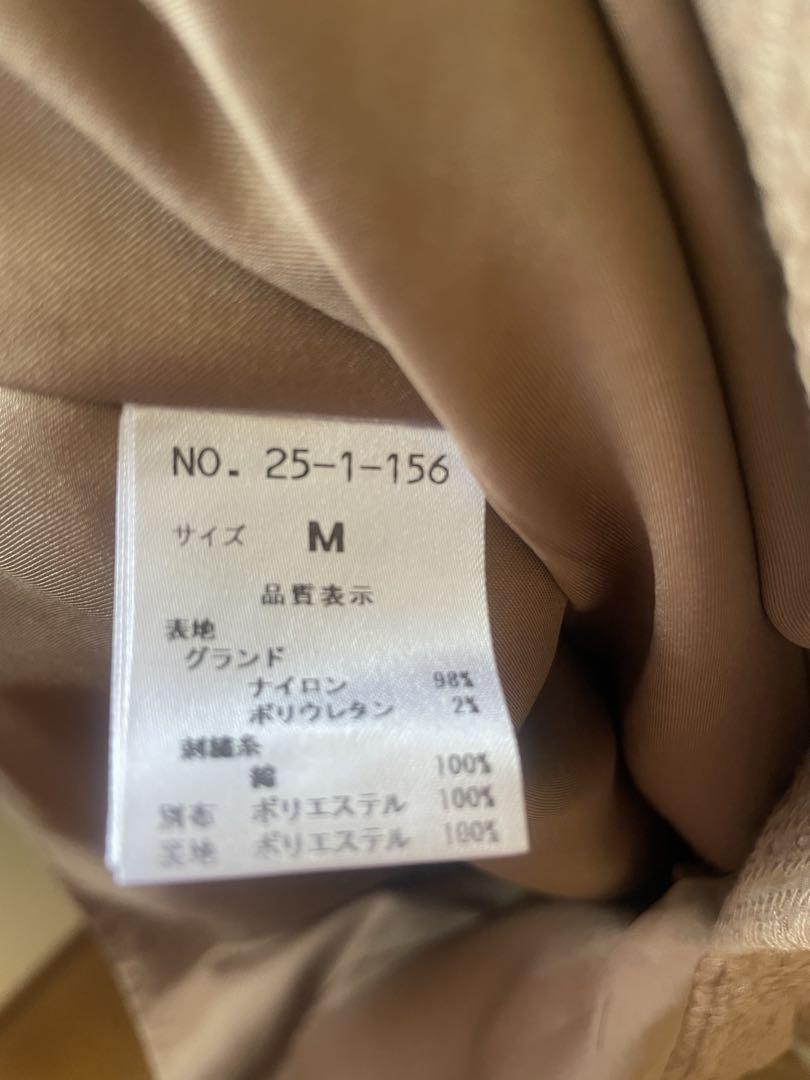 NO. 25-1-156
サイズ M
品質表示
表地
グランド
ナイロン 98%
ポリウレタン 2%
刺繍糸
綿 100%
別布 ポリエステル 100%
裏地 ポリエステル 100%